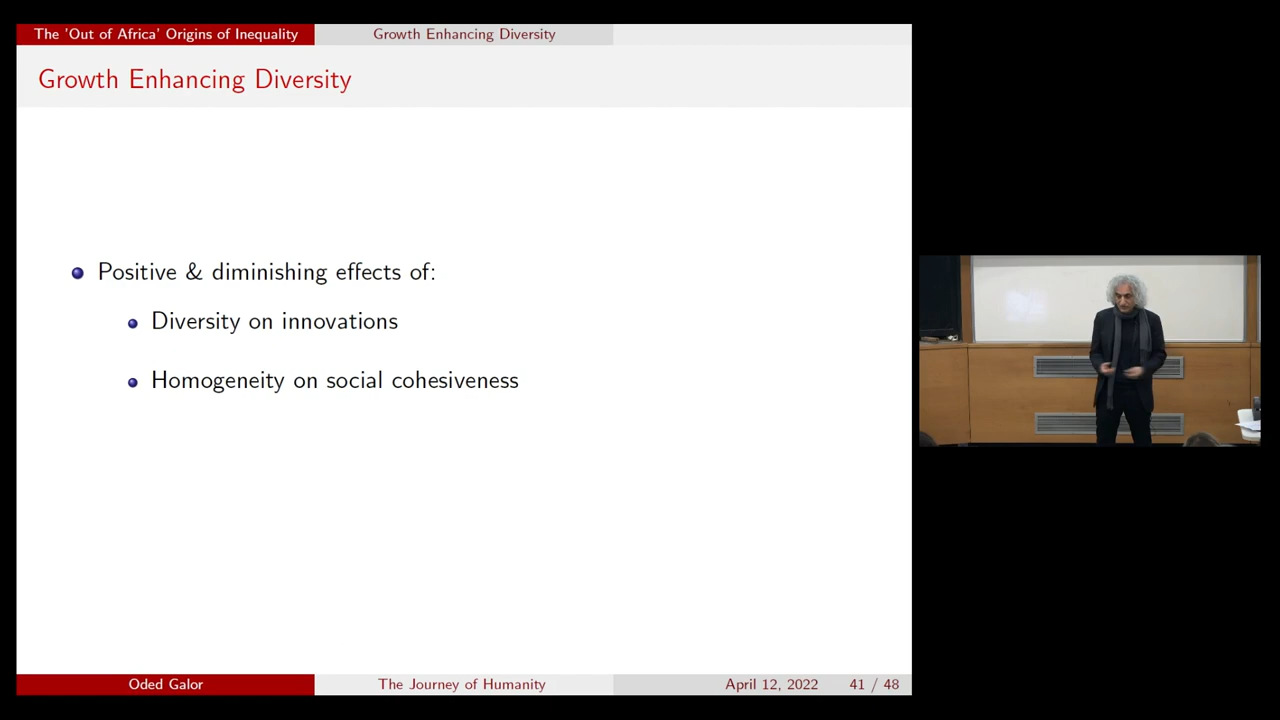 The 'Out of Africa' Origins of Inequality
Growth Enhancing Diversity
Growth Enhancing Diversity
Positive & diminishing effects of:
Diversity on innovations
Homogeneity on social cohesiveness
Oded Galor
The Journey of Humanity
April 12, 2022
41 / 48